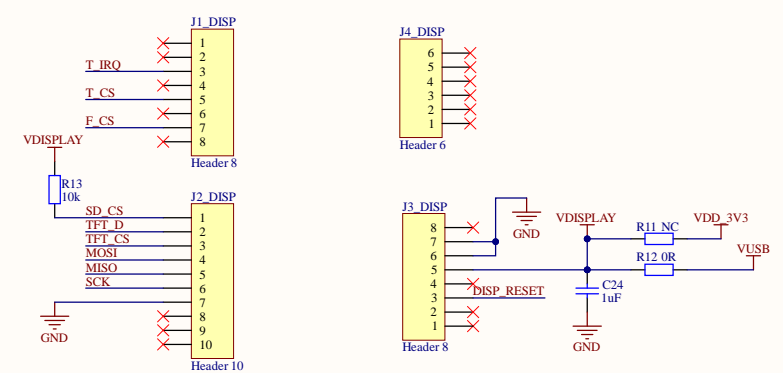 J1_DISP
1
2
T_IRQ 3
4
T_CS 5
6
F_CS 7
8
Header 8
VDISPLAY
R13
10k
J2_DISP
SD_CS 1
TFT_D 2
TFT_CS 3
MOSI 4
MISO 5
SCK 6
7
8
9
10
GND
Header 10
J4_DISP
6
5
4
3
2
1
Header 6
J3_DISP
8
7
6
5
4
3 DISP_RESET
2
1
Header 8
GND
VDISPLAY
R11 NC
VDD_3V3
R12 0R
VUSB
C24
1uF
GND